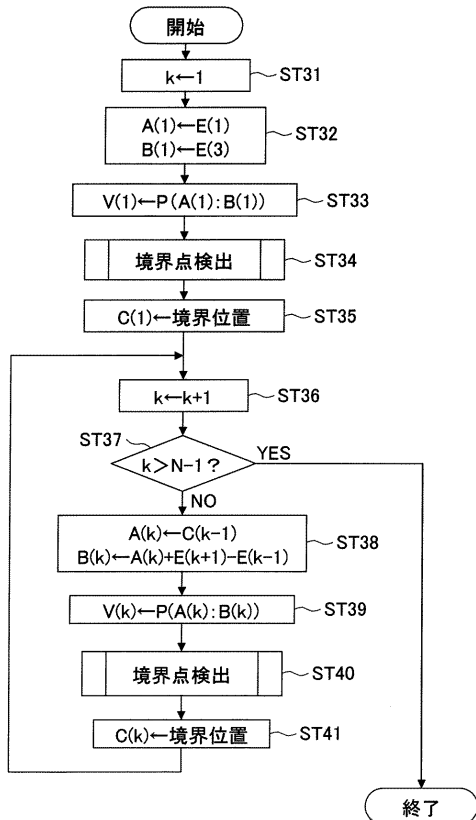 開始
k←1
ST31
A(1)←E(1)
B(1)←E(3)
ST32
V(1)←P(A(1):B(1))
ST33
境界点検出
ST34
C(1)←境界位置
ST35
k←k+1
ST36
ST37
k>N-1?
YES
NO
A(k)←C(k-1)
B(k)←A(k)+E(k+1)-E(k-1)
ST38
V(k)←P(A(k):B(k))
ST39
境界点検出
ST40
C(k)←境界位置
ST41
終了